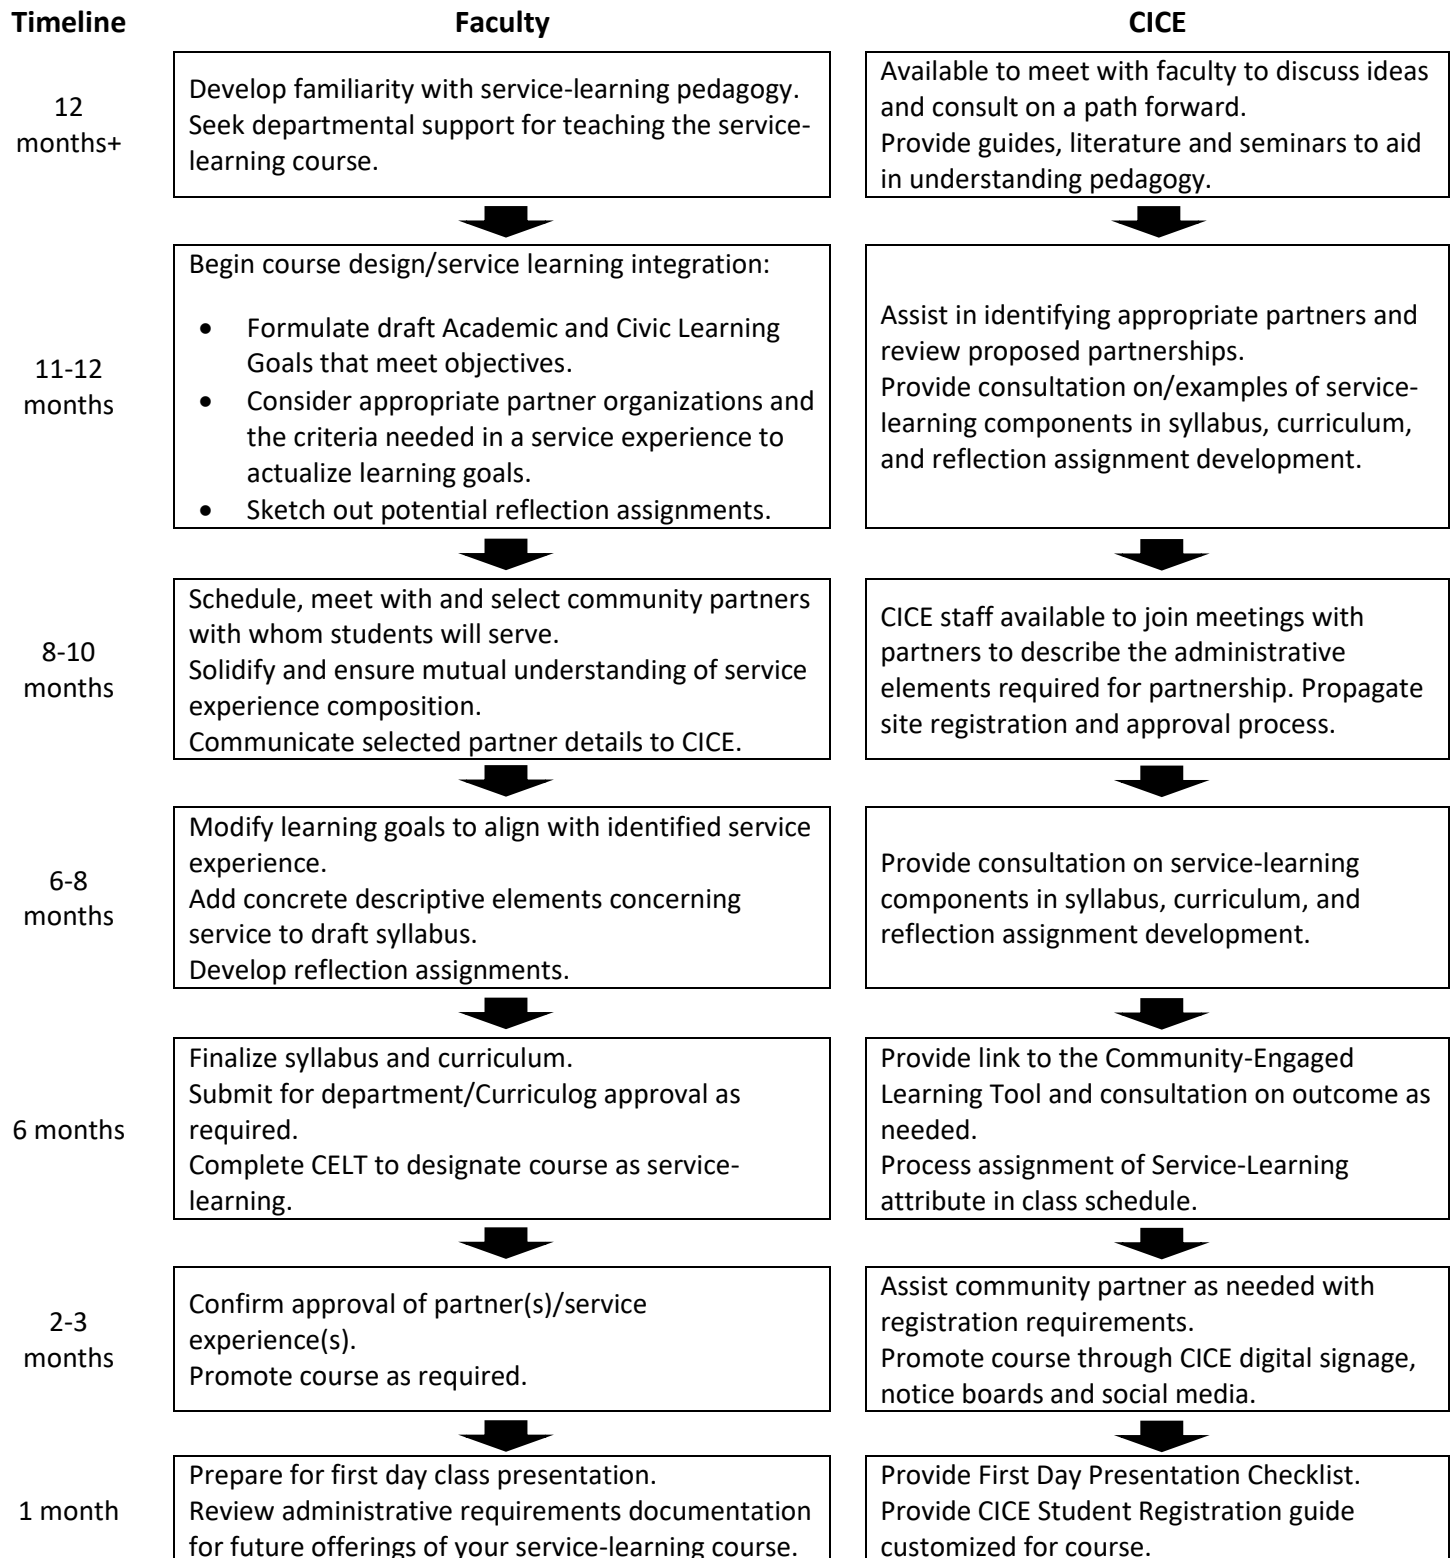 Timeline
Faculty
CICE
12
months+
Develop familiarity with service-learning pedagogy.
Seek departmental support for teaching the service-
learning course.
Available to meet with faculty to discuss ideas
and consult on a path forward.
Provide guides, literature and seminars to aid
in understanding pedagogy.
11-12
months
Begin course design/service learning integration:
• Formulate draft Academic and Civic Learning
Goals that meet objectives.
• Consider appropriate partner organizations and
the criteria needed in a service experience to
actualize learning goals.
• Sketch out potential reflection assignments.
Assist in identifying appropriate partners and
review proposed partnerships.
Provide consultation on/examples of service-
learning components in syllabus, curriculum,
and reflection assignment development.
8-10
months
Schedule, meet with and select community partners
with whom students will serve.
Solidify and ensure mutual understanding of service
experience composition.
Communicate selected partner details to CICE.
CICE staff available to join meetings with
partners to describe the administrative
elements required for partnership. Propagate
site registration and approval process.
6-8
months
Modify learning goals to align with identified service
experience.
Add concrete descriptive elements concerning
service to draft syllabus.
Develop reflection assignments.
Provide consultation on service-learning
components in syllabus, curriculum, and
reflection assignment development.
6 months
Finalize syllabus and curriculum.
Submit for department/Curriculog approval as
required.
Complete CELT to designate course as service-
learning.
Provide link to the Community-Engaged
Learning Tool and consultation on outcome as
needed.
Process assignment of Service-Learning
attribute in class schedule.
2-3
months
Confirm approval of partner(s)/service
experience(s).
Promote course as required.
Assist community partner as needed with
registration requirements.
Promote course through CICE digital signage,
notice boards and social media.
1 month
Prepare for first day class presentation.
Review administrative requirements documentation
for future offerings of your service-learning course.
Provide First Day Presentation Checklist.
Provide CICE Student Registration guide
customized for course.